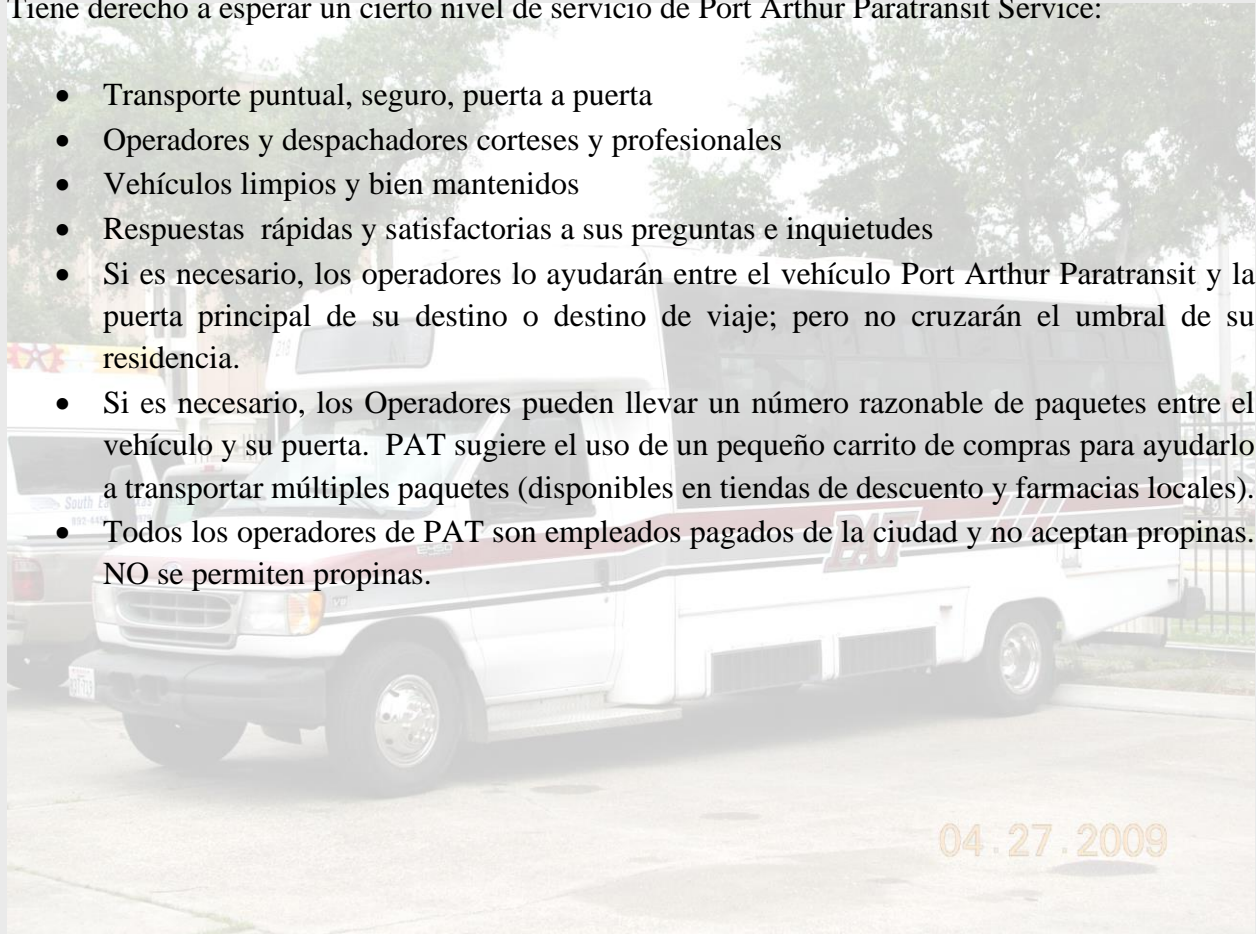 Tiene derecho a esperar un cierto nivel de servicio de Port Arthur Paratransit Service:
• Transporte puntual, seguro, puerta a puerta
• Operadores y despachadores corteses y profesionales
• Vehículos limpios y bien mantenidos
• Respuestas rápidas y satisfactorias a sus preguntas e inquietudes
• Si es necesario, los operadores lo ayudarán entre el vehículo Port Arthur Paratransit y la
puerta principal de su destino o destino de viaje; pero no cruzarán el umbral de su
residencia.
• Si es necesario, los Operadores pueden llevar un número razonable de paquetes entre el
vehículo y su puerta. PAT sugiere el uso de un pequeño carrito de compras para ayudarlo
a transportar múltiples paquetes (disponibles en tiendas de descuento y farmacias locales).
• Todos los operadores de PAT son empleados pagados de la ciudad y no aceptan propinas.
NO se permiten propinas.
218
South
PAT
04.27.2009